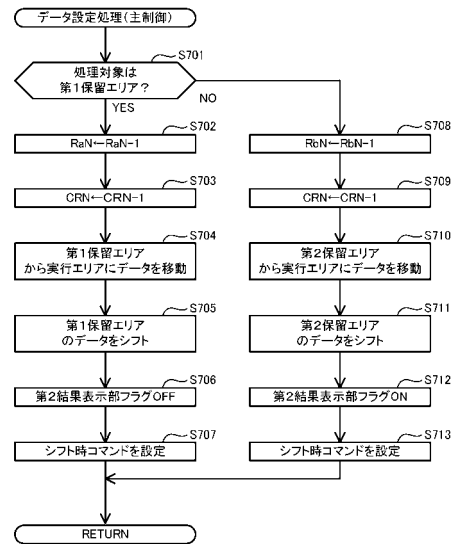 データ設定処理(主制御)
S701
処理対象は
第1保留エリア?
YES
NO
S702
RaN←RaN-1
S703
CRN←CRN-1
S704
第1保留エリア
から実行エリアにデータを移動
S705
第1保留エリア
のデータをシフト
S706
第2結果表示部フラグOFF
S707
シフト時コマンドを設定
S708
RbN←RbN-1
S709
CRN←CRN-1
S710
第2保留エリア
から実行エリアにデータを移動
S711
第2保留エリア
のデータをシフト
S712
第2結果表示部フラグON
S713
シフト時コマンドを設定
RETURN